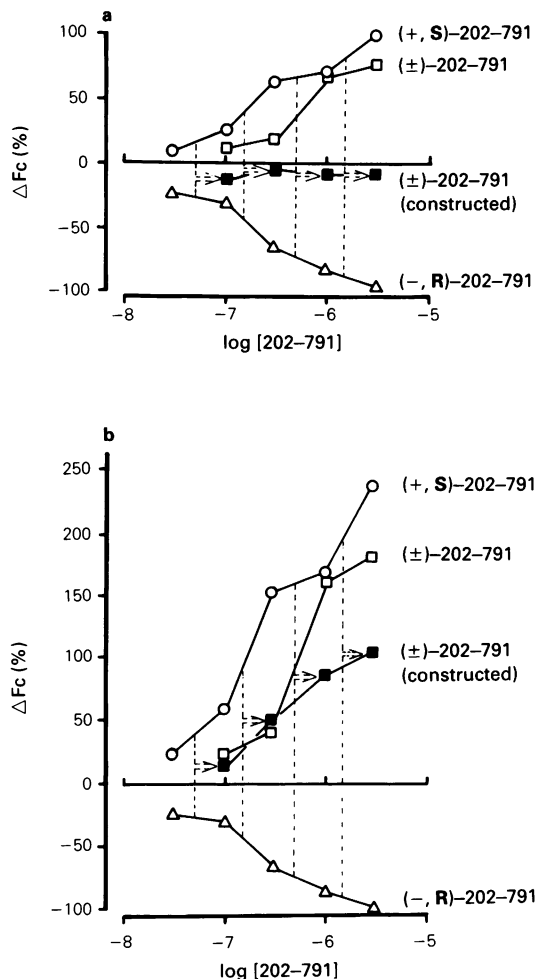 a
100
50
0
−50
−100
△Fc (%)
(+, S)–202–791
(±)–202–791
(±)–202–791
(constructed)
(−, R)–202–791
−8
−7
−6
−5
log [202–791]
b
250
200
150
100
50
0
−50
−100
△Fc (%)
(+, S)–202–791
(±)–202–791
(±)–202–791
(constructed)
(−, R)–202–791
−8
−7
−6
−5
log [202–791]